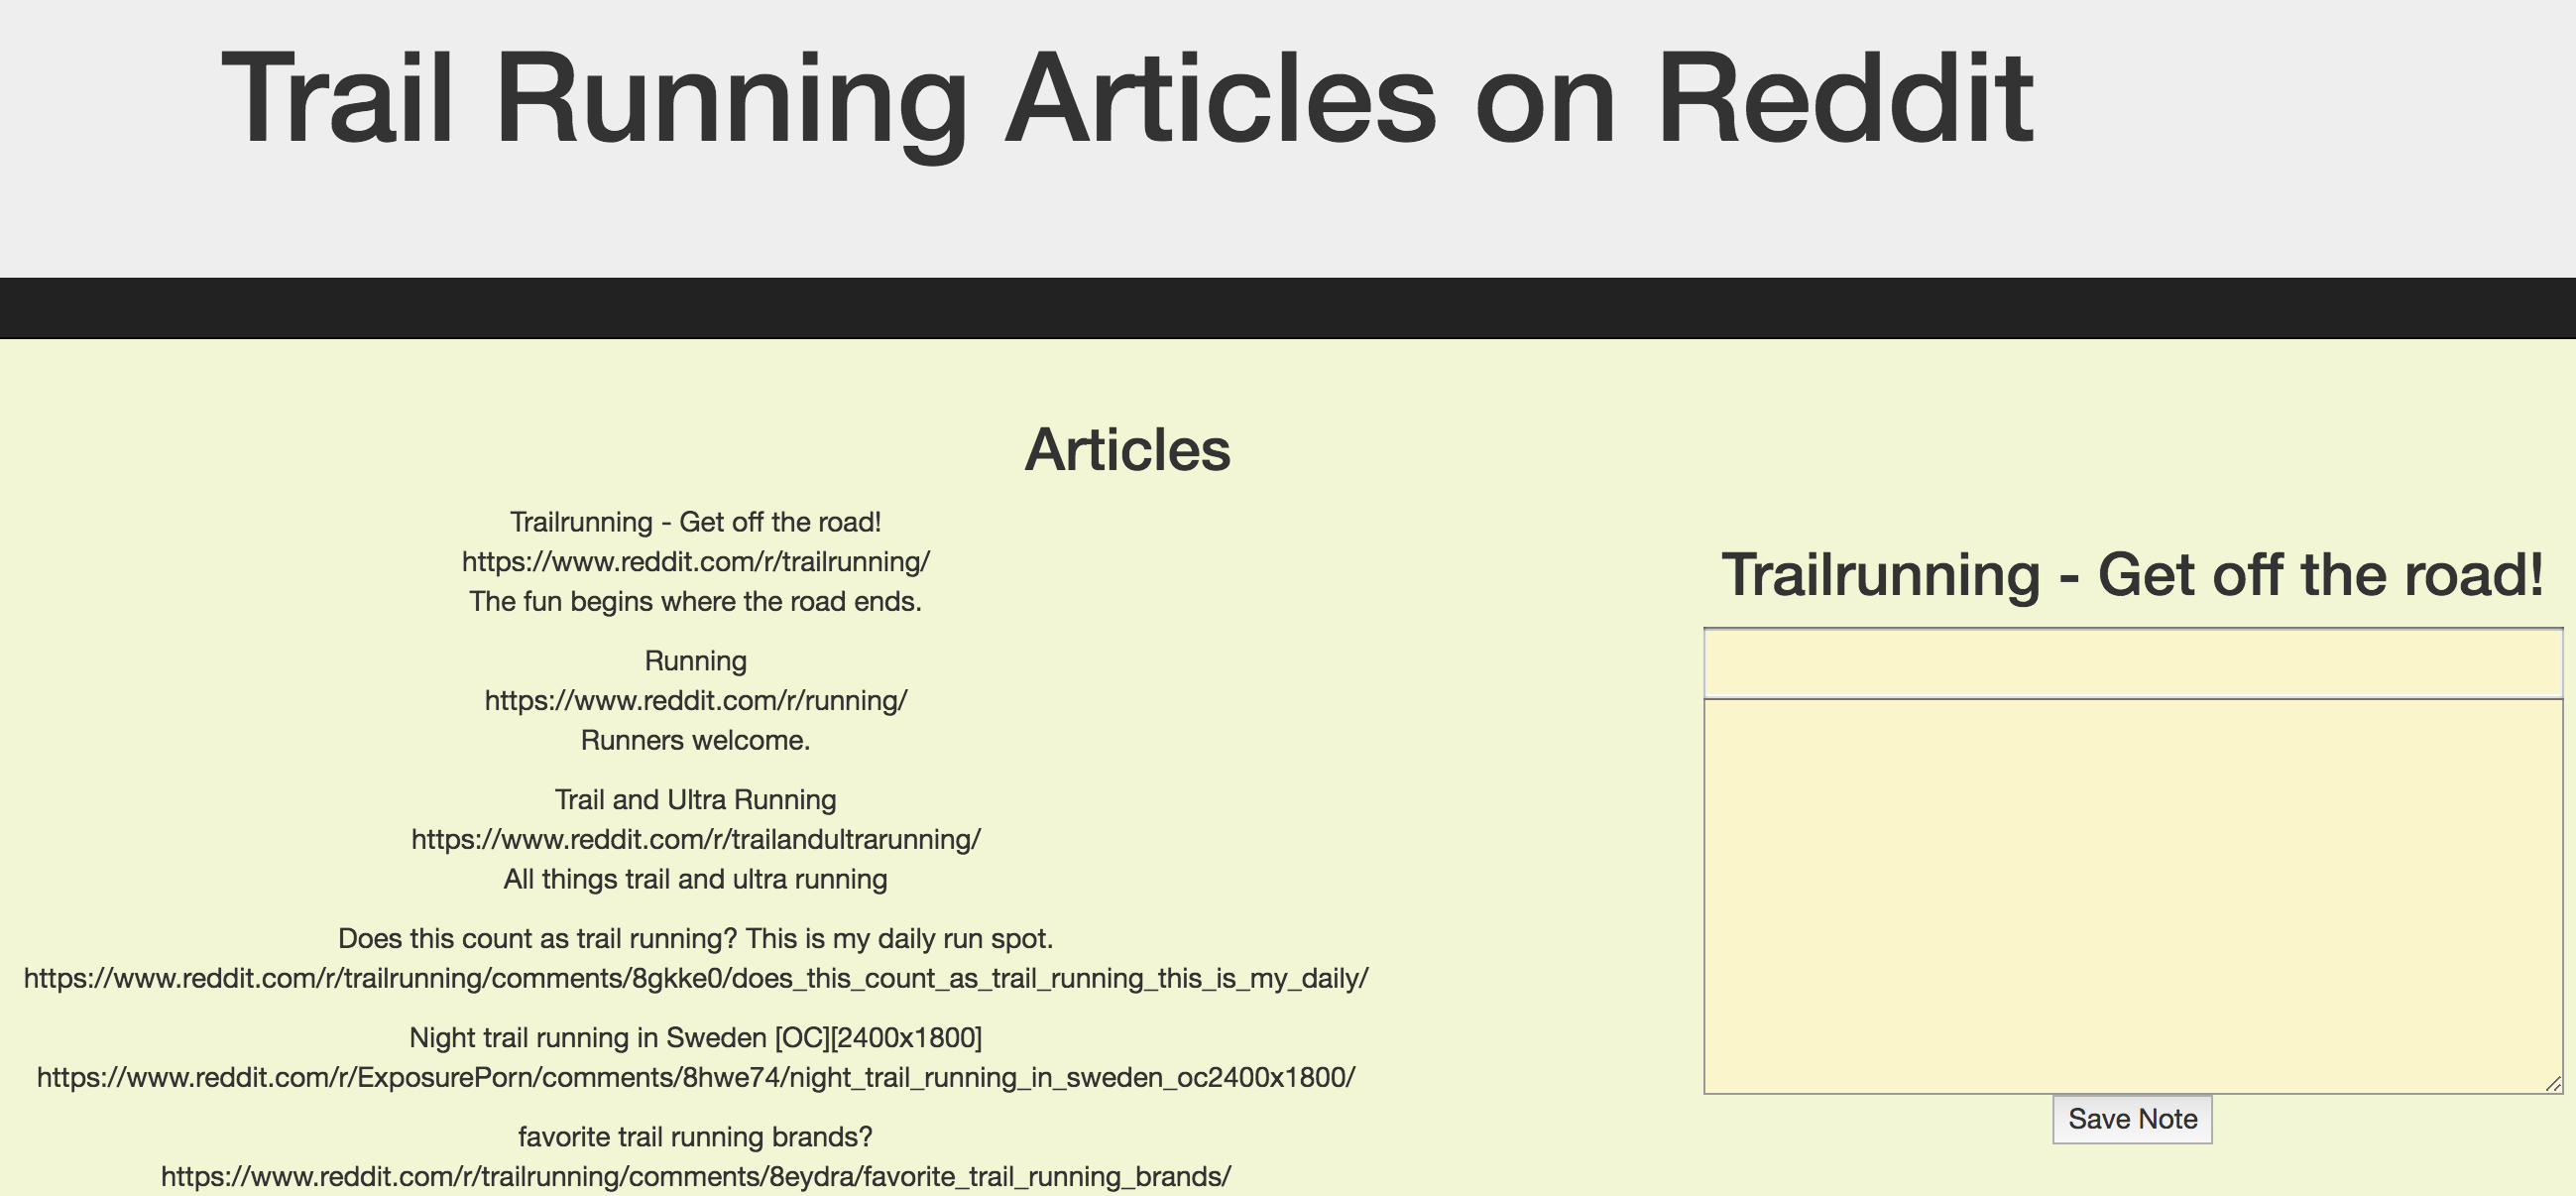 Trail Running Articles on Reddit
Articles
Trailrunning - Get off the road!
https://www.reddit.com/r/trailrunning/
The fun begins where the road ends.
Running
https://www.reddit.com/r/running/
Runners welcome.
Trail and Ultra Running
https://www.reddit.com/r/trailandultrarunning/
All things trail and ultra running
Does this count as trail running? This is my daily run spot.
https://www.reddit.com/r/trailrunning/comments/8gkke0/does_this_count_as_trail_running_this_is_my_daily/
Night trail running in Sweden [OC][2400x1800]
https://www.reddit.com/r/ExposurePorn/comments/8hwe74/night_trail_running_in_sweden_oc2400x1800/
favorite trail running brands?
https://www.reddit.com/r/trailrunning/comments/8eydra/favorite_trail_running_brands/
Trailrunning - Get off the road!
Save Note